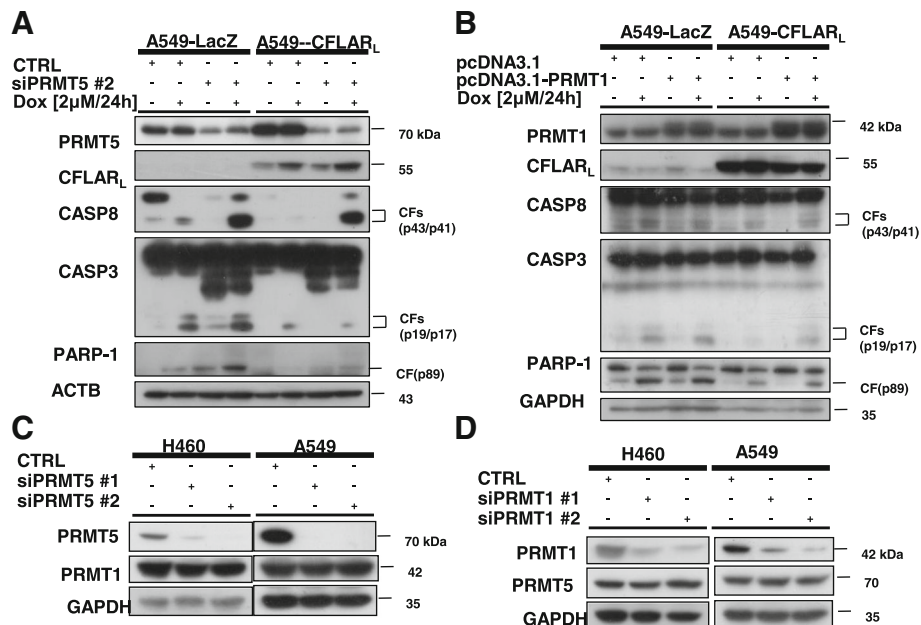 A
A549-LacZ A549--CFLARL
CTRL + + - - + + - -
siPRMT5 #2 - - + + - - + +
Dox [2µM/24h] - + - + - + - +
PRMT5 70 kDa
CFLARL 55
CASP8 CFs (p43/p41)
CASP3 CFs (p19/p17)
PARP-1 CF(p89)
ACTB 43
B
A549-LacZ A549-CFLARL
pcDNA3.1 + + - - + + - -
pcDNA3.1-PRMT1 - - + + - - + +
Dox [2µM/24h] - + - + - + - +
PRMT1 42 kDa
CFLARL 55
CASP8 CFs (p43/p41)
CASP3 CFs (p19/p17)
PARP-1 CF(p89)
GAPDH 35
C
H460 A549
CTRL + - - + - -
siPRMT5 #1 - + - - + -
siPRMT5 #2 - - + - - +
PRMT5 70 kDa
PRMT1 42
GAPDH 35
D
H460 A549
CTRL + - - + - -
siPRMT1 #1 - + - - + -
siPRMT1 #2 - - + - - +
PRMT1 42 kDa
PRMT5 70
GAPDH 35